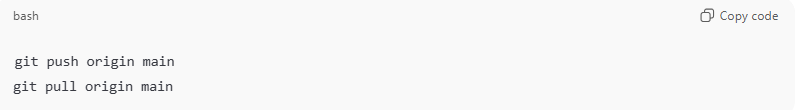 bash Copy code
git push origin main
git pull origin main